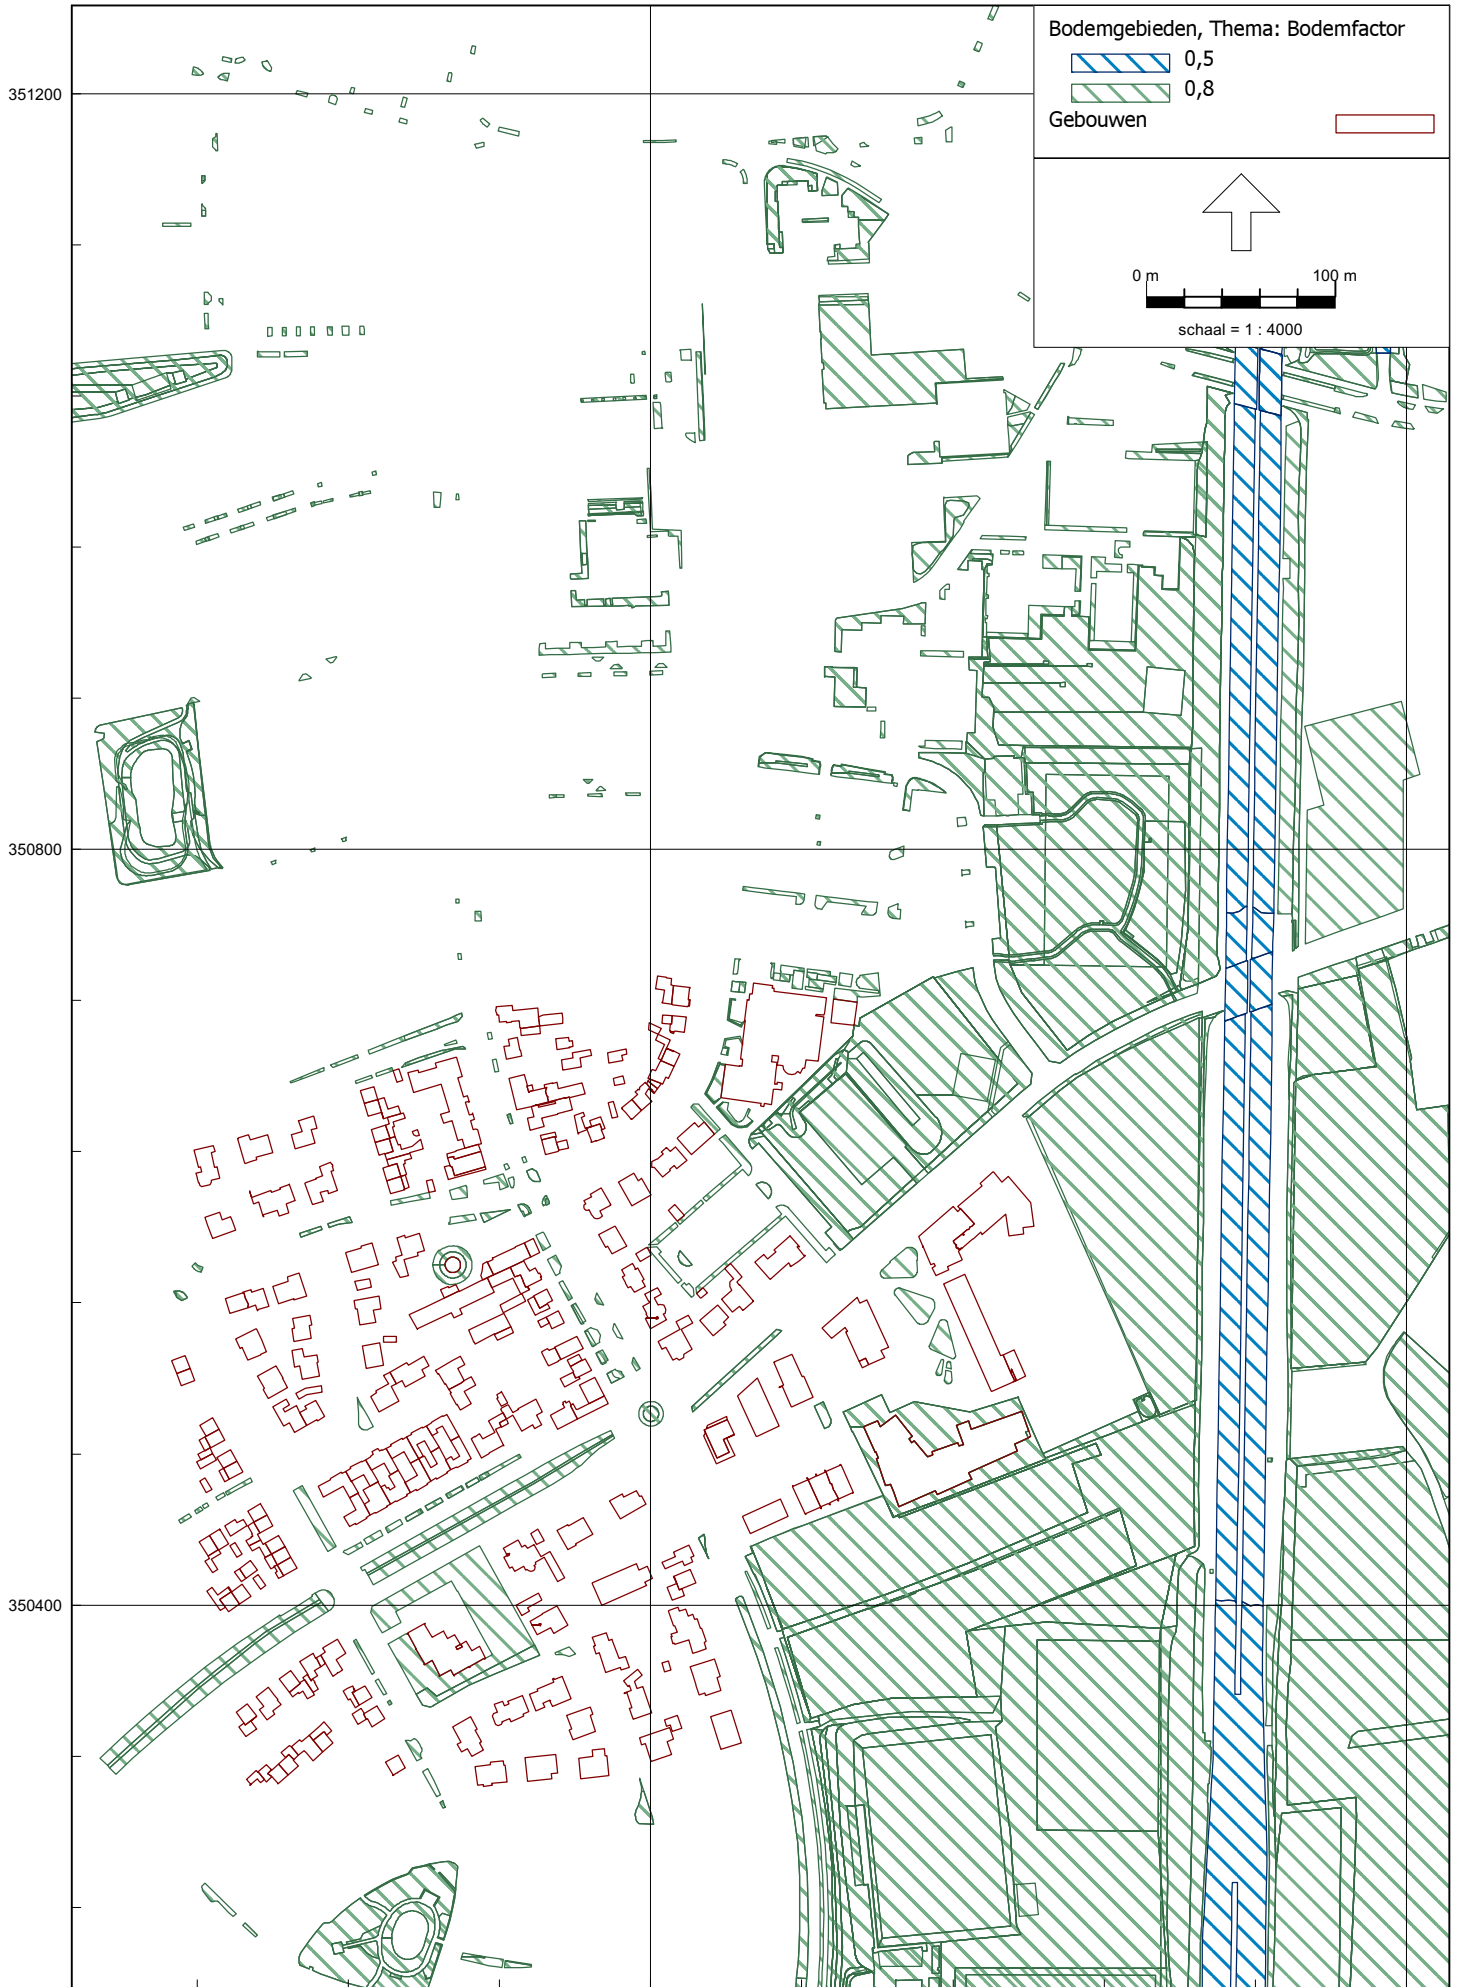 Bodemgebieden, Thema: Bodemfactor
0,5
0,8
Gebouwen
0 m 100 m
schaal = 1 : 4000
351200
350800
350400